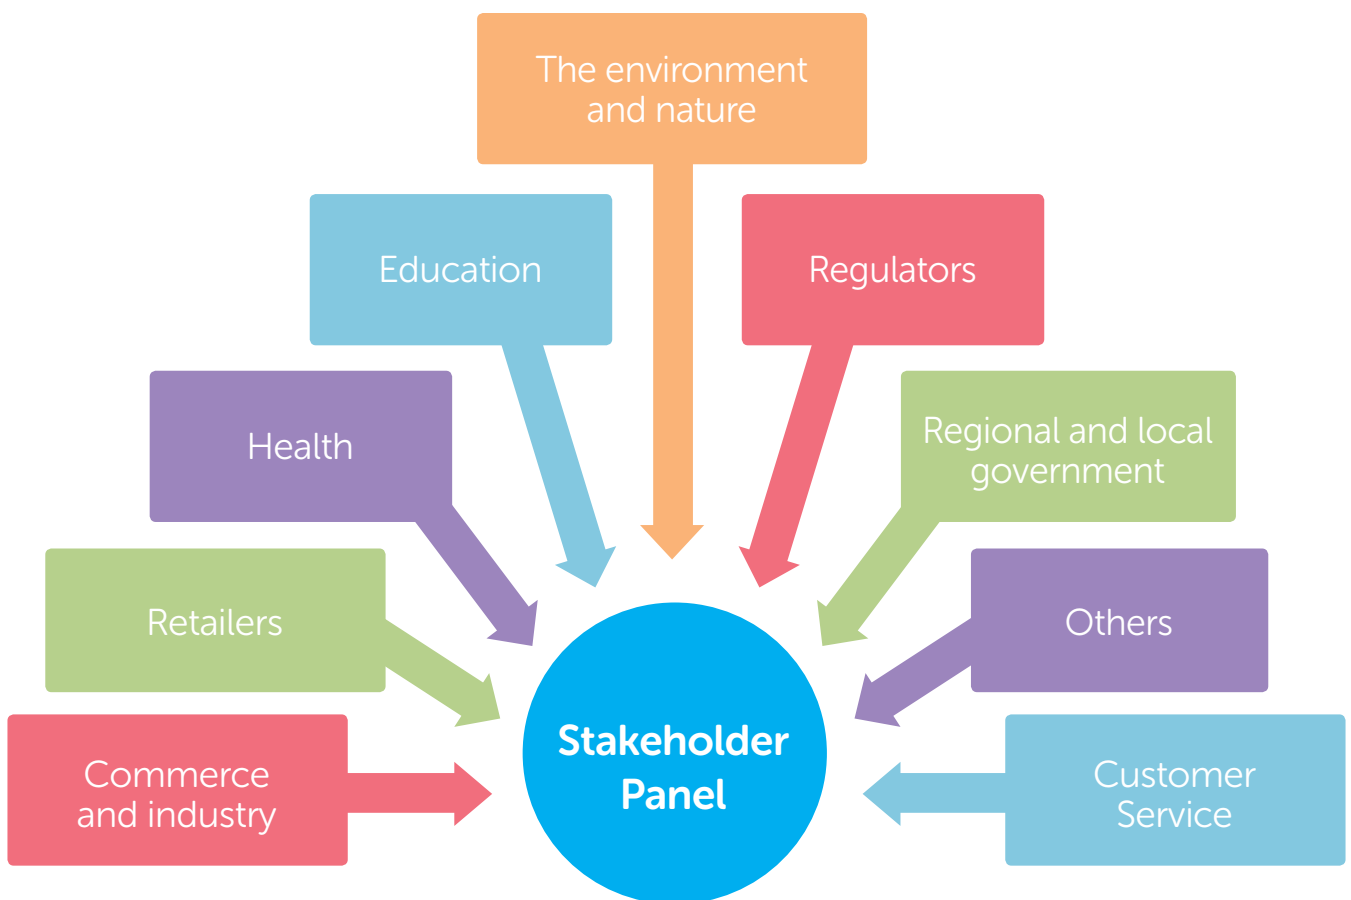 The environment
and nature
Education
Regulators
Health
Regional and local
government
Retailers
Others
Commerce
and industry
Stakeholder
Panel
Customer
Service